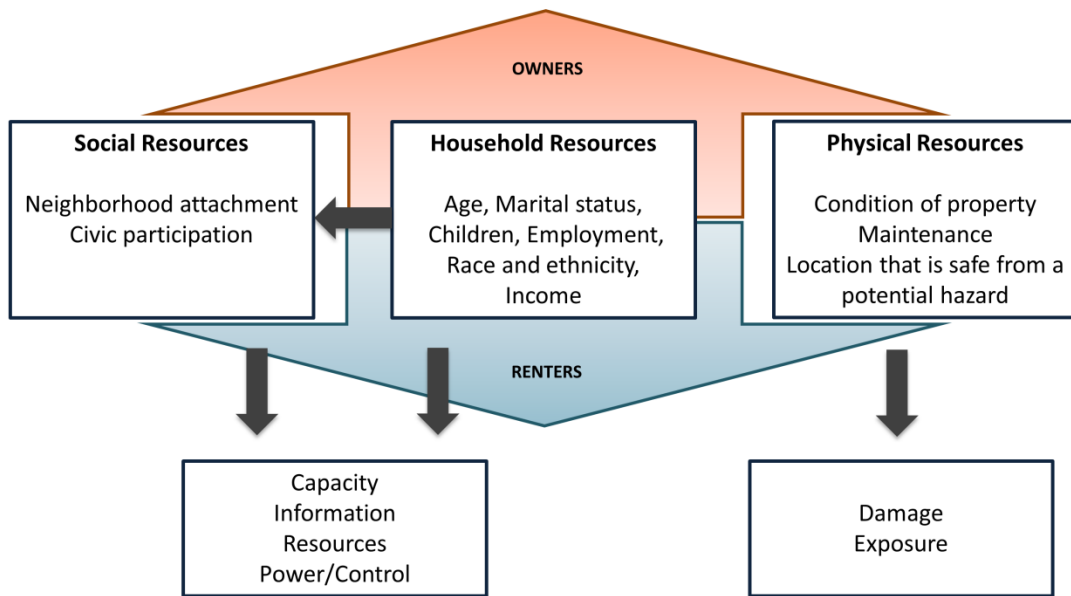 OWNERS
Social Resources
Neighborhood attachment
Civic participation
Household Resources
Age, Marital status,
Children, Employment,
Race and ethnicity,
Income
Physical Resources
Condition of property
Maintenance
Location that is safe from a
potential hazard
RENTERS
Capacity
Information
Resources
Power/Control
Damage
Exposure